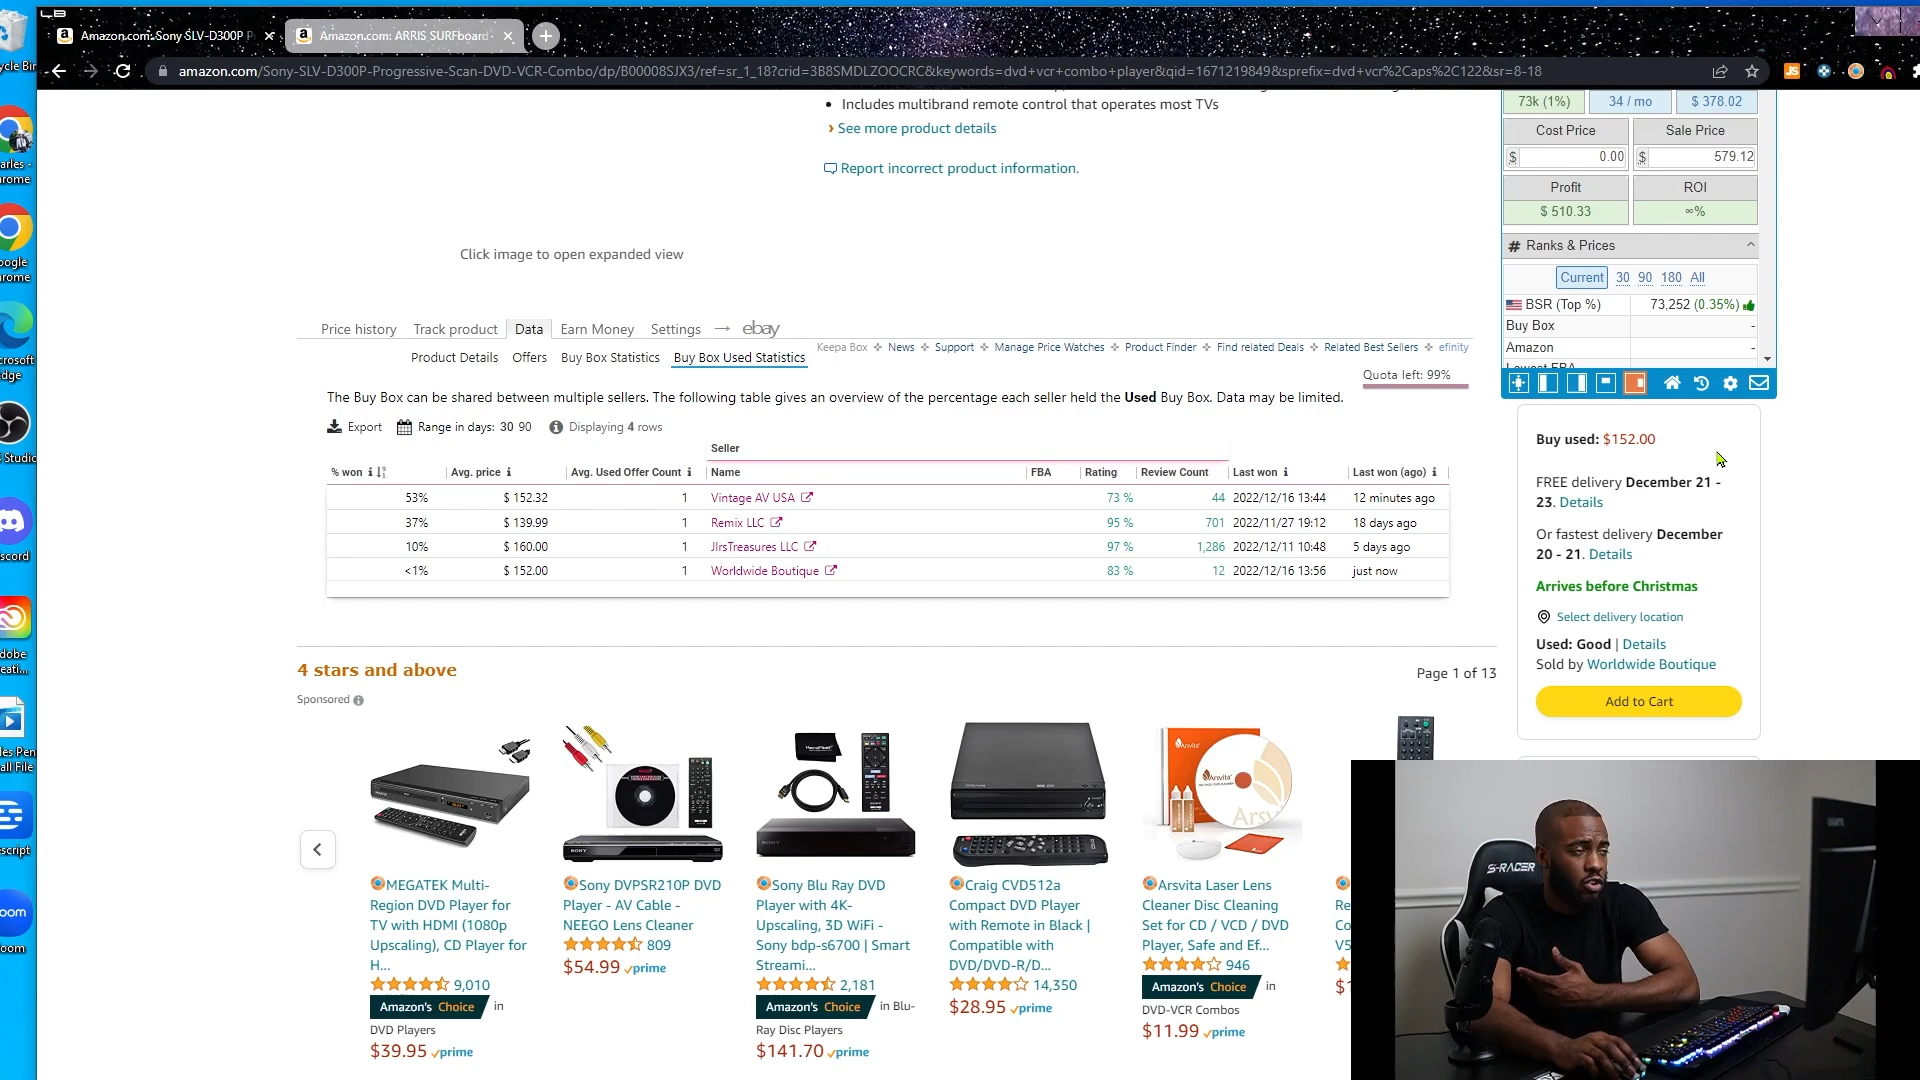 Amazon.com: Sony SLV-D300P P
Amazon.com: ARRIS SURFboard
amazon.com/Sony-SLV-D300P-Progressive-Scan-DVD-VCR-Combo/dp/B00008SJX3/ref=sr_1_18?crid=3B8SMDLZOOCRC&keywords=dvd+vcr+combo+player&qid=1671219849&sprefix=dvd+vcr%2Caps%2C122&sr=8-18
Includes multibrand remote control that operates most TVs
› See more product details
Report incorrect product information.
Click image to open expanded view
73k (1%) 34 / mo $ 378.02
Cost Price Sale Price
$ 0.00 $ 579.12
Profit ROI
$ 510.33 ∞%
# Ranks & Prices
Current 30 90 180 All
BSR (Top %) 73,252 (0.35%)
Buy Box -
Amazon -
Price history Track product Data Earn Money Settings → ebay
Product Details Offers Buy Box Statistics Buy Box Used Statistics
Keepa Box News Support Manage Price Watches Product Finder Find related Deals Related Best Sellers efinity
Quota left: 99%
The Buy Box can be shared between multiple sellers. The following table gives an overview of the percentage each seller held the Used Buy Box. Data may be limited.
Export Range in days: 30 90 Displaying 4 rows
Seller
% won Avg. price Avg. Used Offer Count Name FBA Rating Review Count Last won Last won (ago)
53% $ 152.32 1 Vintage AV USA 73 % 44 2022/12/16 13:44 12 minutes ago
37% $ 139.99 1 Remix LLC 95 % 701 2022/11/27 19:12 18 days ago
10% $ 160.00 1 JlrsTreasures LLC 97 % 1,286 2022/12/11 10:48 5 days ago
<1% $ 152.00 1 Worldwide Boutique 83 % 12 2022/12/16 13:56 just now
Buy used: $152.00
FREE delivery December 21 -
23. Details
Or fastest delivery December
20 - 21. Details
Arrives before Christmas
Select delivery location
Used: Good | Details
Sold by Worldwide Boutique
Add to Cart
4 stars and above
Page 1 of 13
Sponsored
MEGATEK Multi-
Region DVD Player for
TV with HDMI (1080p
Upscaling), CD Player for
H...
9,010
Amazon's Choice in
DVD Players
$39.95 prime
Sony DVPSR210P DVD
Player - AV Cable -
NEEGO Lens Cleaner
809
$54.99 prime
Sony Blu Ray DVD
Player with 4K-
Upscaling, 3D WiFi -
Sony bdp-s6700 | Smart
Streami...
2,181
Amazon's Choice in Blu-
Ray Disc Players
$141.70 prime
Craig CVD512a
Compact DVD Player
with Remote in Black |
Compatible with
DVD/DVD-R/D...
14,350
$28.95 prime
Arsvita Laser Lens
Cleaner Disc Cleaning
Set for CD / VCD / DVD
Player, Safe and Ef...
946
Amazon's Choice in
DVD-VCR Combos
$11.99 prime
Re
Co
V5
S-RACER